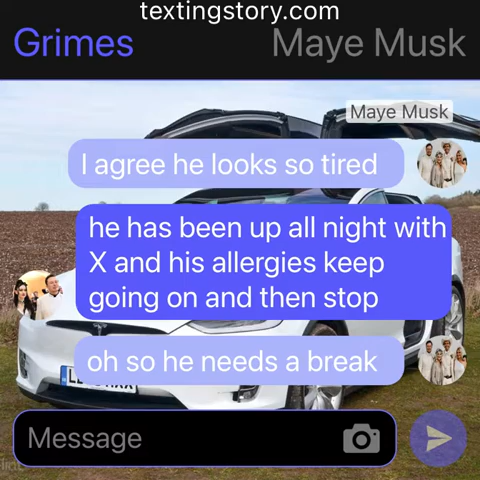 textingstory.com
Grimes
Maye Musk
Maye Musk
I agree he looks so tired
he has been up all night with
X and his allergies keep
going on and then stop
oh so he needs a break
Message